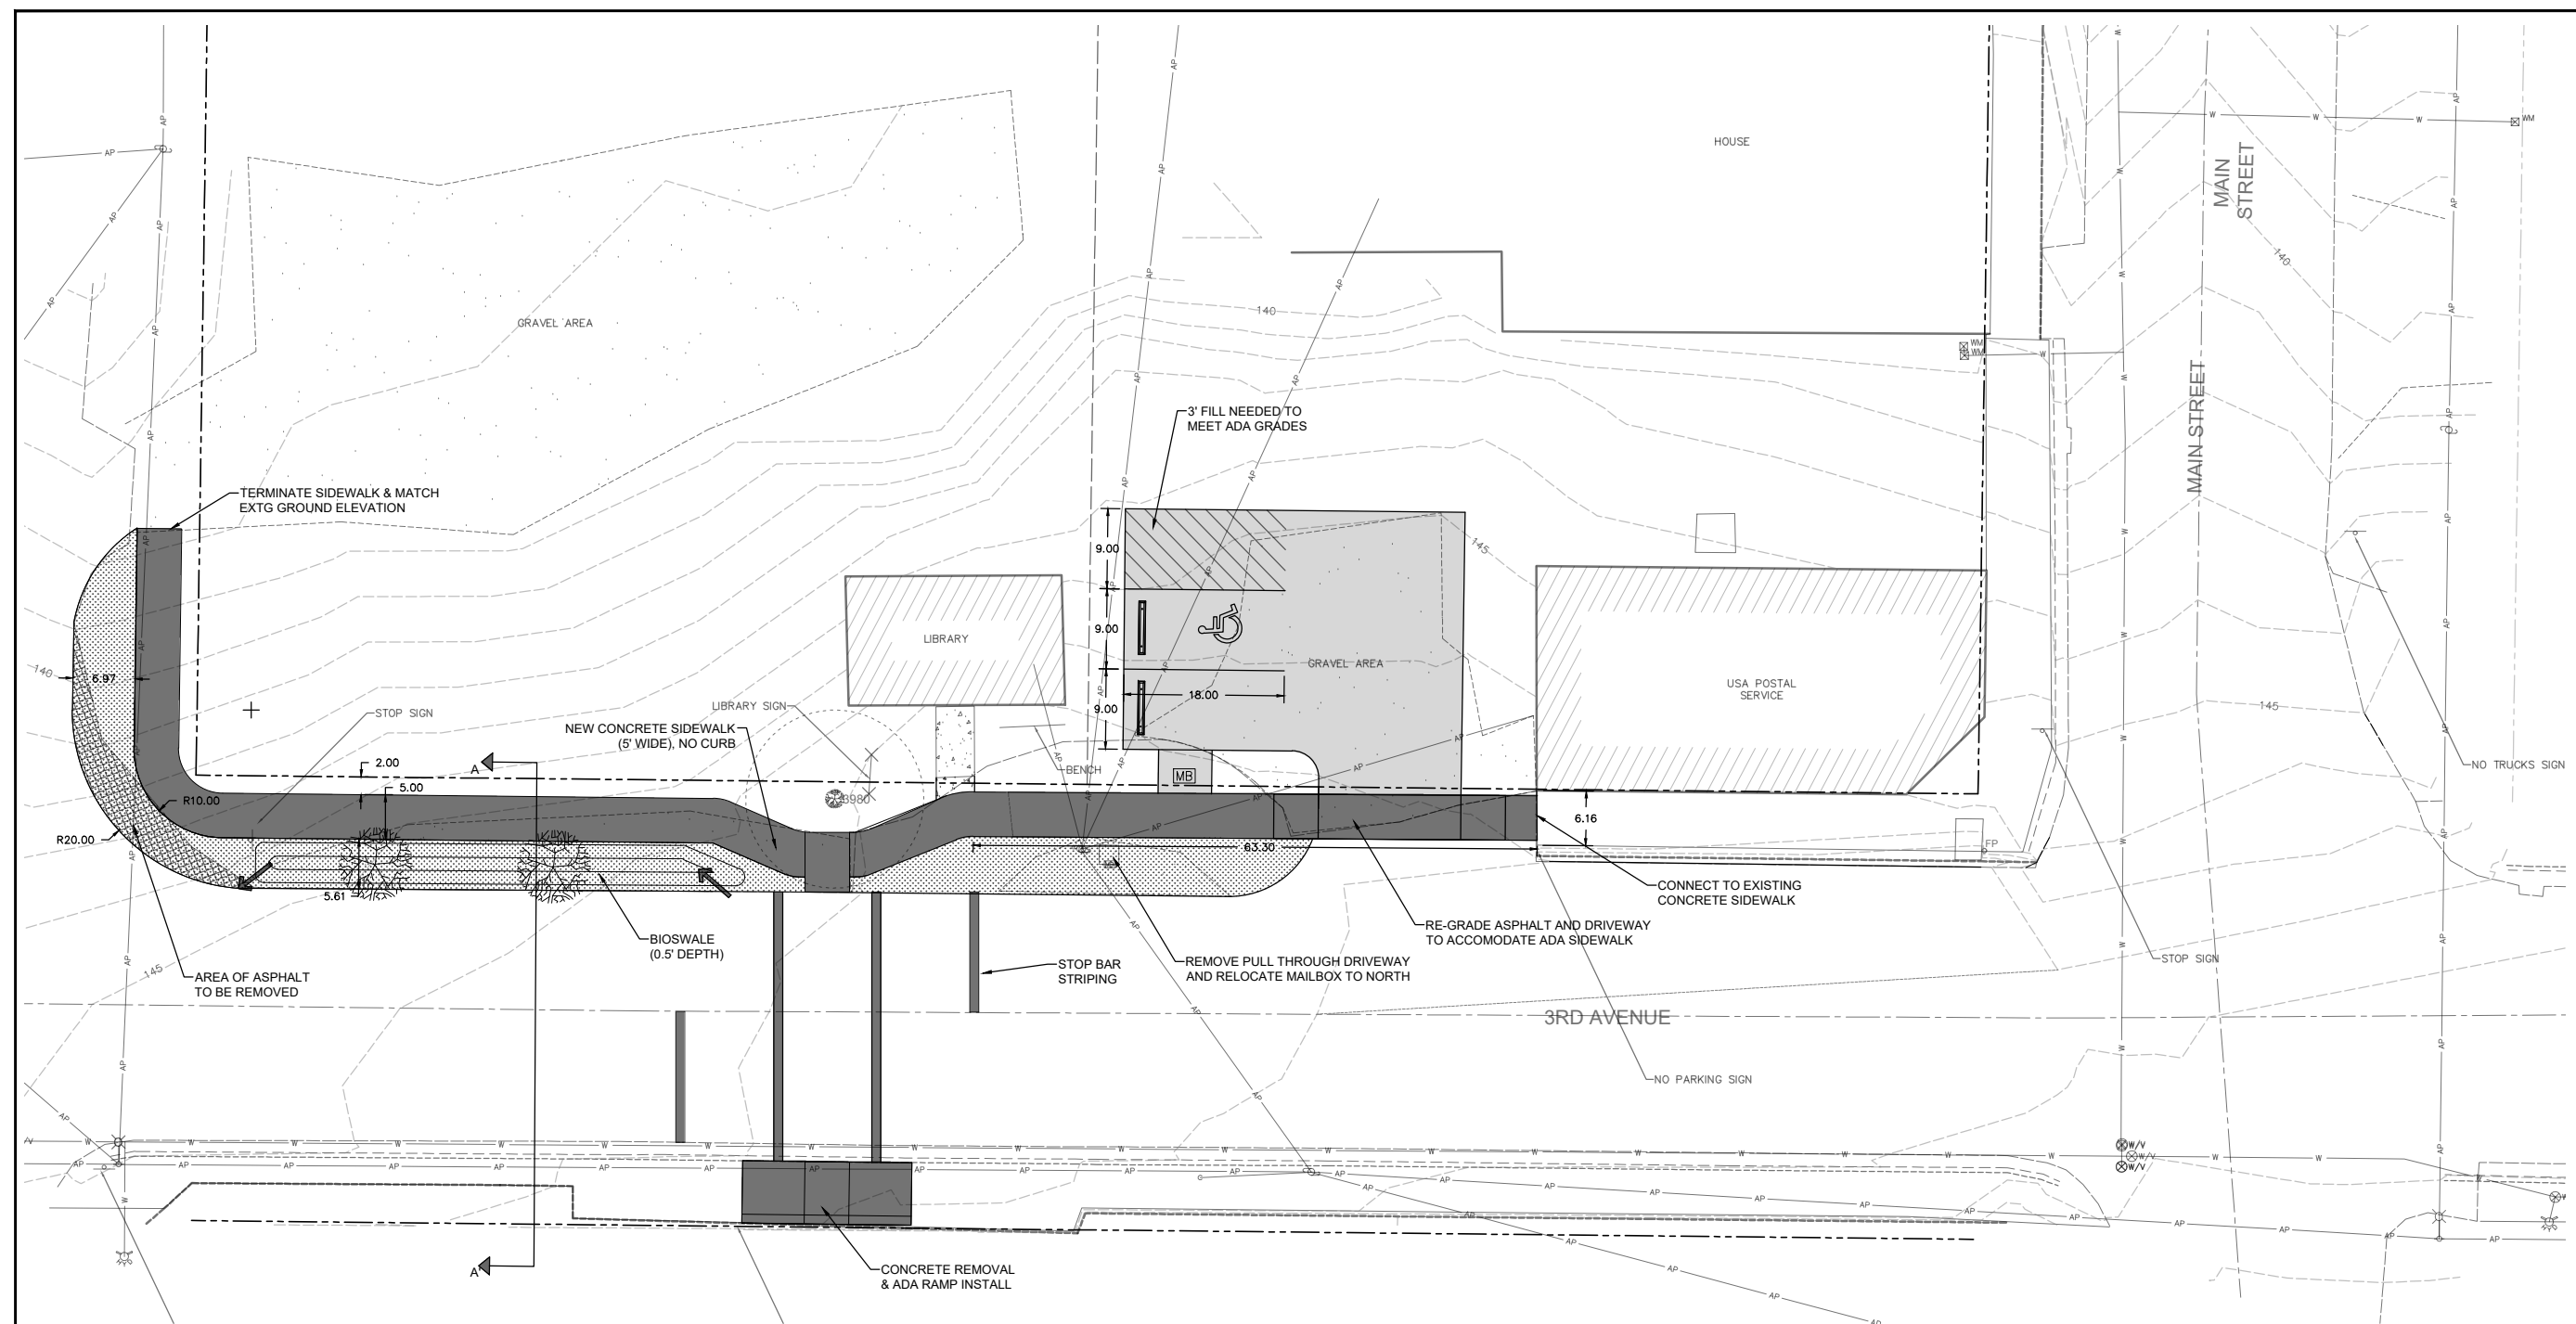 HOUSE
MAIN
STREET
GRAVEL AREA
140
140
WM
WM
WM
3' FILL NEEDED TO
MEET ADA GRADES
MAIN STREET
TERMINATE SIDEWALK & MATCH
EXTG GROUND ELEVATION
9.00
145
9.00
LIBRARY
GRAVEL AREA
140
6.97
18.00
USA POSTAL
SERVICE
9.00
145
STOP SIGN
LIBRARY SIGN
NEW CONCRETE SIDEWALK
(5' WIDE), NO CURB
2.00
A
BENCH
MB
NO TRUCKS SIGN
5.00
R10.00
3980
6.16
R20.00
63.30
FP
5.61
CONNECT TO EXISTING
CONCRETE SIDEWALK
RE-GRADE ASPHALT AND DRIVEWAY
TO ACCOMODATE ADA SIDEWALK
BIOSWALE
(0.5' DEPTH)
STOP BAR
STRIPING
REMOVE PULL THROUGH DRIVEWAY
AND RELOCATE MAILBOX TO NORTH
STOP SIGN
145
AREA OF ASPHALT
TO BE REMOVED
3RD AVENUE
NO PARKING SIGN
W/V
W/V
W/V
A'
CONCRETE REMOVAL
& ADA RAMP INSTALL